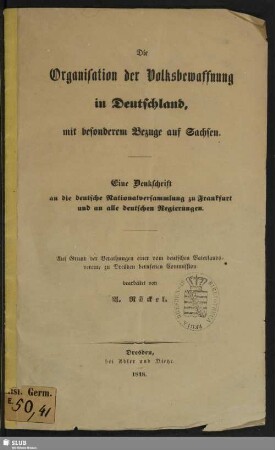 Die
Organisation der Volksbewaffnung
in Deutschland,
mit besonderem Bezuge auf Sachsen.
Eine Denkschrift
an die deutsche Nationalversammlung zu Frankfurt
und an alle deutschen Regierungen.
Auf Grund der Berathungen einer vom deutschen Vaterlands-
vereine zu Dresden berufenen Commission
bearbeitet von
A. Röckel.
Dresden,
bei Adler und Dietze.
1848.
Hist. Germ.
E.
50, 41